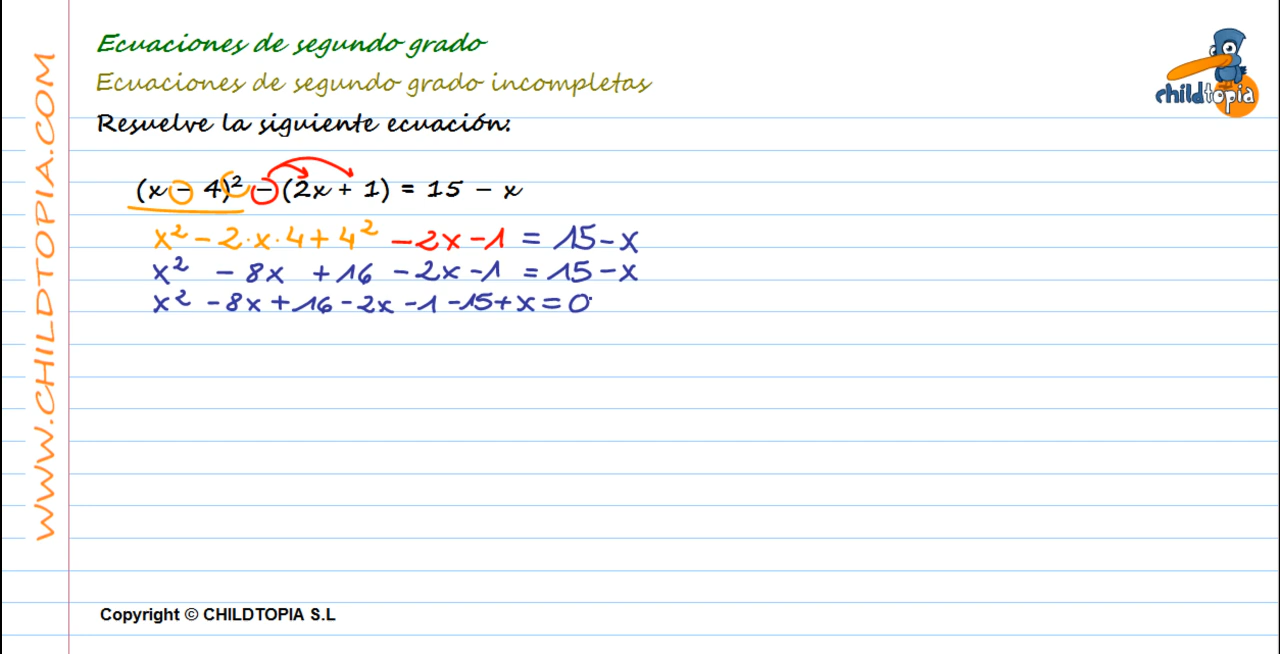 Ecuaciones de segundo grado
Ecuaciones de segundo grado incompletas
childtopia
Resuelve la siguiente ecuación:
(x - 4)² - (2x + 1) = 15 - x
x² - 2·x·4 + 4² - 2x - 1 = 15 - x
x² - 8x + 16 - 2x - 1 = 15 - x
x² - 8x + 16 - 2x - 1 - 15 + x = 0
WWW.CHILDTOPIA.COM
Copyright © CHILDTOPIA S.L